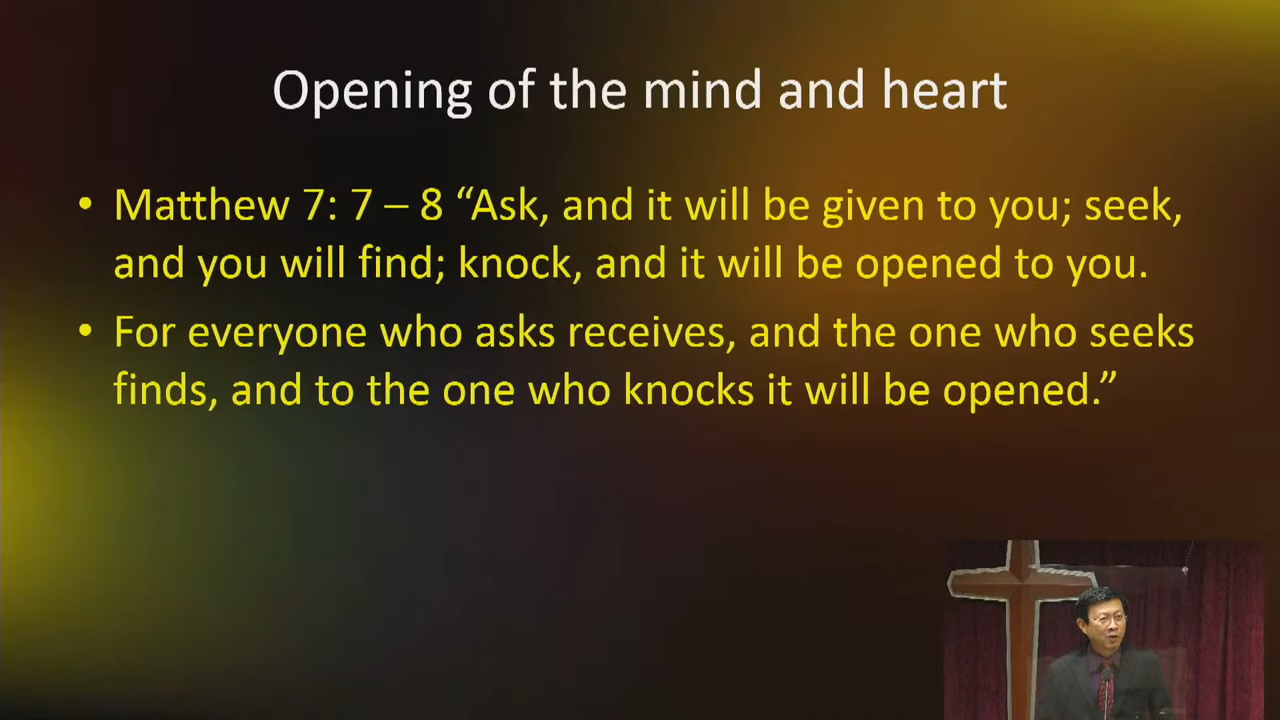 Opening of the mind and heart
• Matthew 7: 7 – 8 “Ask, and it will be given to you; seek,
and you will find; knock, and it will be opened to you.
• For everyone who asks receives, and the one who seeks
finds, and to the one who knocks it will be opened.”